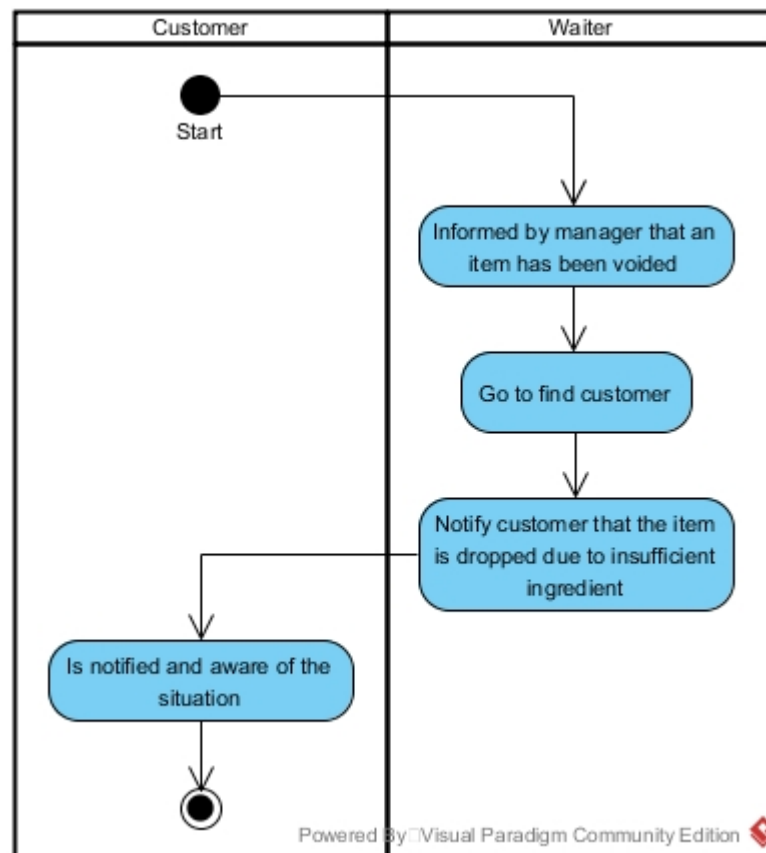 Customer
Waiter
Start
Informed by manager that an
item has been voided
Go to find customer
Notify customer that the item
is dropped due to insufficient
ingredient
Is notified and aware of the
situation
Powered By Visual Paradigm Community Edition